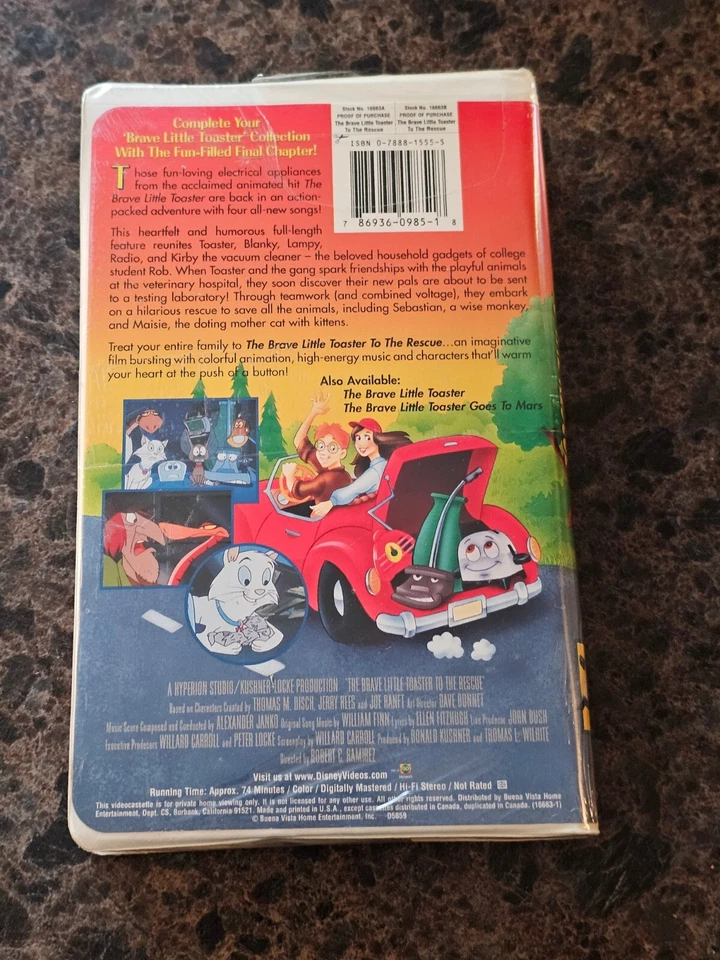 Complete Your
"Brave Little Toaster" Collection
With The Fun-Filled Final Chapter!
Stock No. 16663A
PROOF OF PURCHASE
The Brave Little Toaster
To The Rescue
Stock No. 16663B
PROOF OF PURCHASE
The Brave Little Toaster
To The Rescue
ISBN 0-7888-1555-5
7 86936-0985-1 8
Those fun-loving electrical appliances
from the acclaimed animated hit The
Brave Little Toaster are back in an action-
packed adventure with four all-new songs!
This heartfelt and humorous full-length
feature reunites Toaster, Blanky, Lampy,
Radio, and Kirby the vacuum cleaner – the beloved household gadgets of college
student Rob. When Toaster and the gang spark friendships with the playful animals
at the veterinary hospital, they soon discover their new pals are about to be sent
to a testing laboratory! Through teamwork (and combined voltage), they embark
on a hilarious rescue to save all the animals, including Sebastian, a wise monkey,
and Maisie, the doting mother cat with kittens.
Treat your entire family to The Brave Little Toaster To The Rescue...an imaginative
film bursting with colorful animation, high-energy music and characters that'll warm
your heart at the push of a button!
Also Available:
The Brave Little Toaster
The Brave Little Toaster Goes To Mars
A HYPERION STUDIO/KUSHNER-LOCKE PRODUCTION "THE BRAVE LITTLE TOASTER TO THE RESCUE"
Based on Characters Created by THOMAS M. DISCH, JERRY REES and JOE RANFT Art Director DAVE DUNNET
Music Score Composed and Conducted by ALEXANDER JANKO Original Song Music by WILLIAM FINN Lyrics by ELLEN FITZHUGH Line Producer JOHN BUSH
Executive Producers WILLARD CARROLL and PETER LOCKE Screenplay by WILLARD CARROLL Produced by DONALD KUSHNER and THOMAS L. WILHITE
Directed by ROBERT C. RAMIREZ
Visit us at www.DisneyVideos.com
Running Time: Approx. 74 Minutes / Color / Digitally Mastered / Hi-Fi Stereo / Not Rated
This videocassette is for private home viewing only. It is not licensed for any other use. All other rights reserved. Distributed by Buena Vista Home
Entertainment, Dept. CS, Burbank, California 91521. Made and printed in U.S.A., except cassettes distributed in Canada, duplicated in Canada. (16663-1)
© Buena Vista Home Entertainment, Inc. D5659